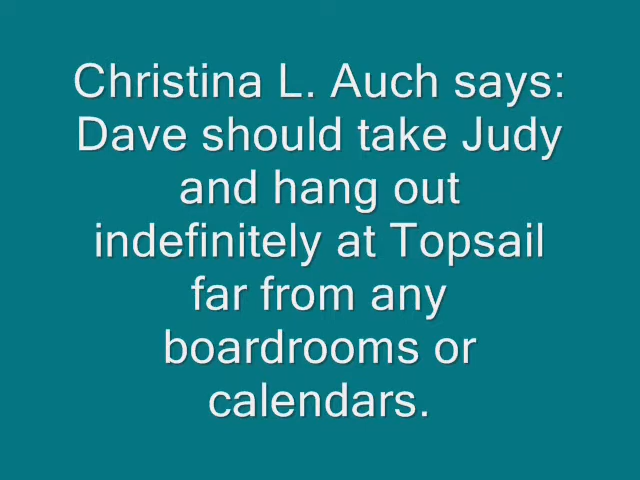 Christina L. Auch says:
Dave should take Judy
and hang out
indefinitely at Topsail
far from any
boardrooms or
calendars.